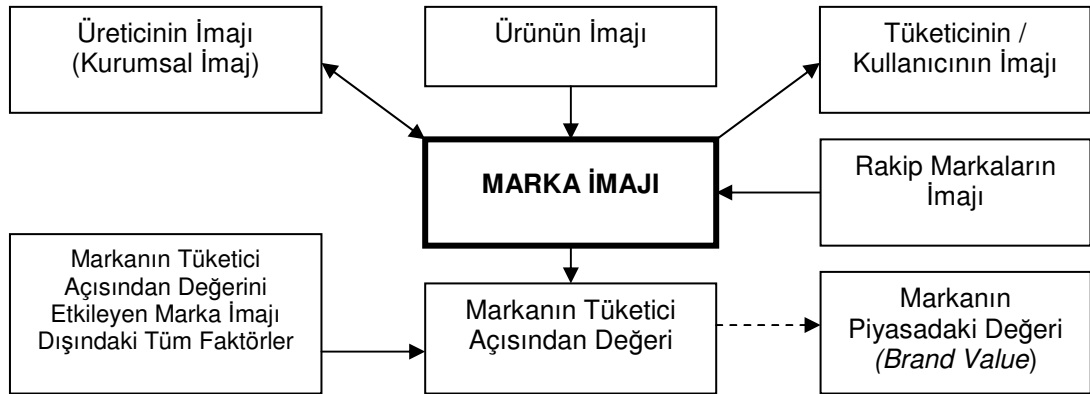 Üreticinin İmajı
(Kurumsal İmaj)
Ürünün İmajı
Tüketicinin /
Kullanıcının İmajı
MARKA İMAJI
Rakip Markaların
İmajı
Markanın Tüketici
Açısından Değerini
Etkileyen Marka İmajı
Dışındaki Tüm Faktörler
Markanın Tüketici
Açısından Değeri
Markanın
Piyasadaki Değeri
(Brand Value)